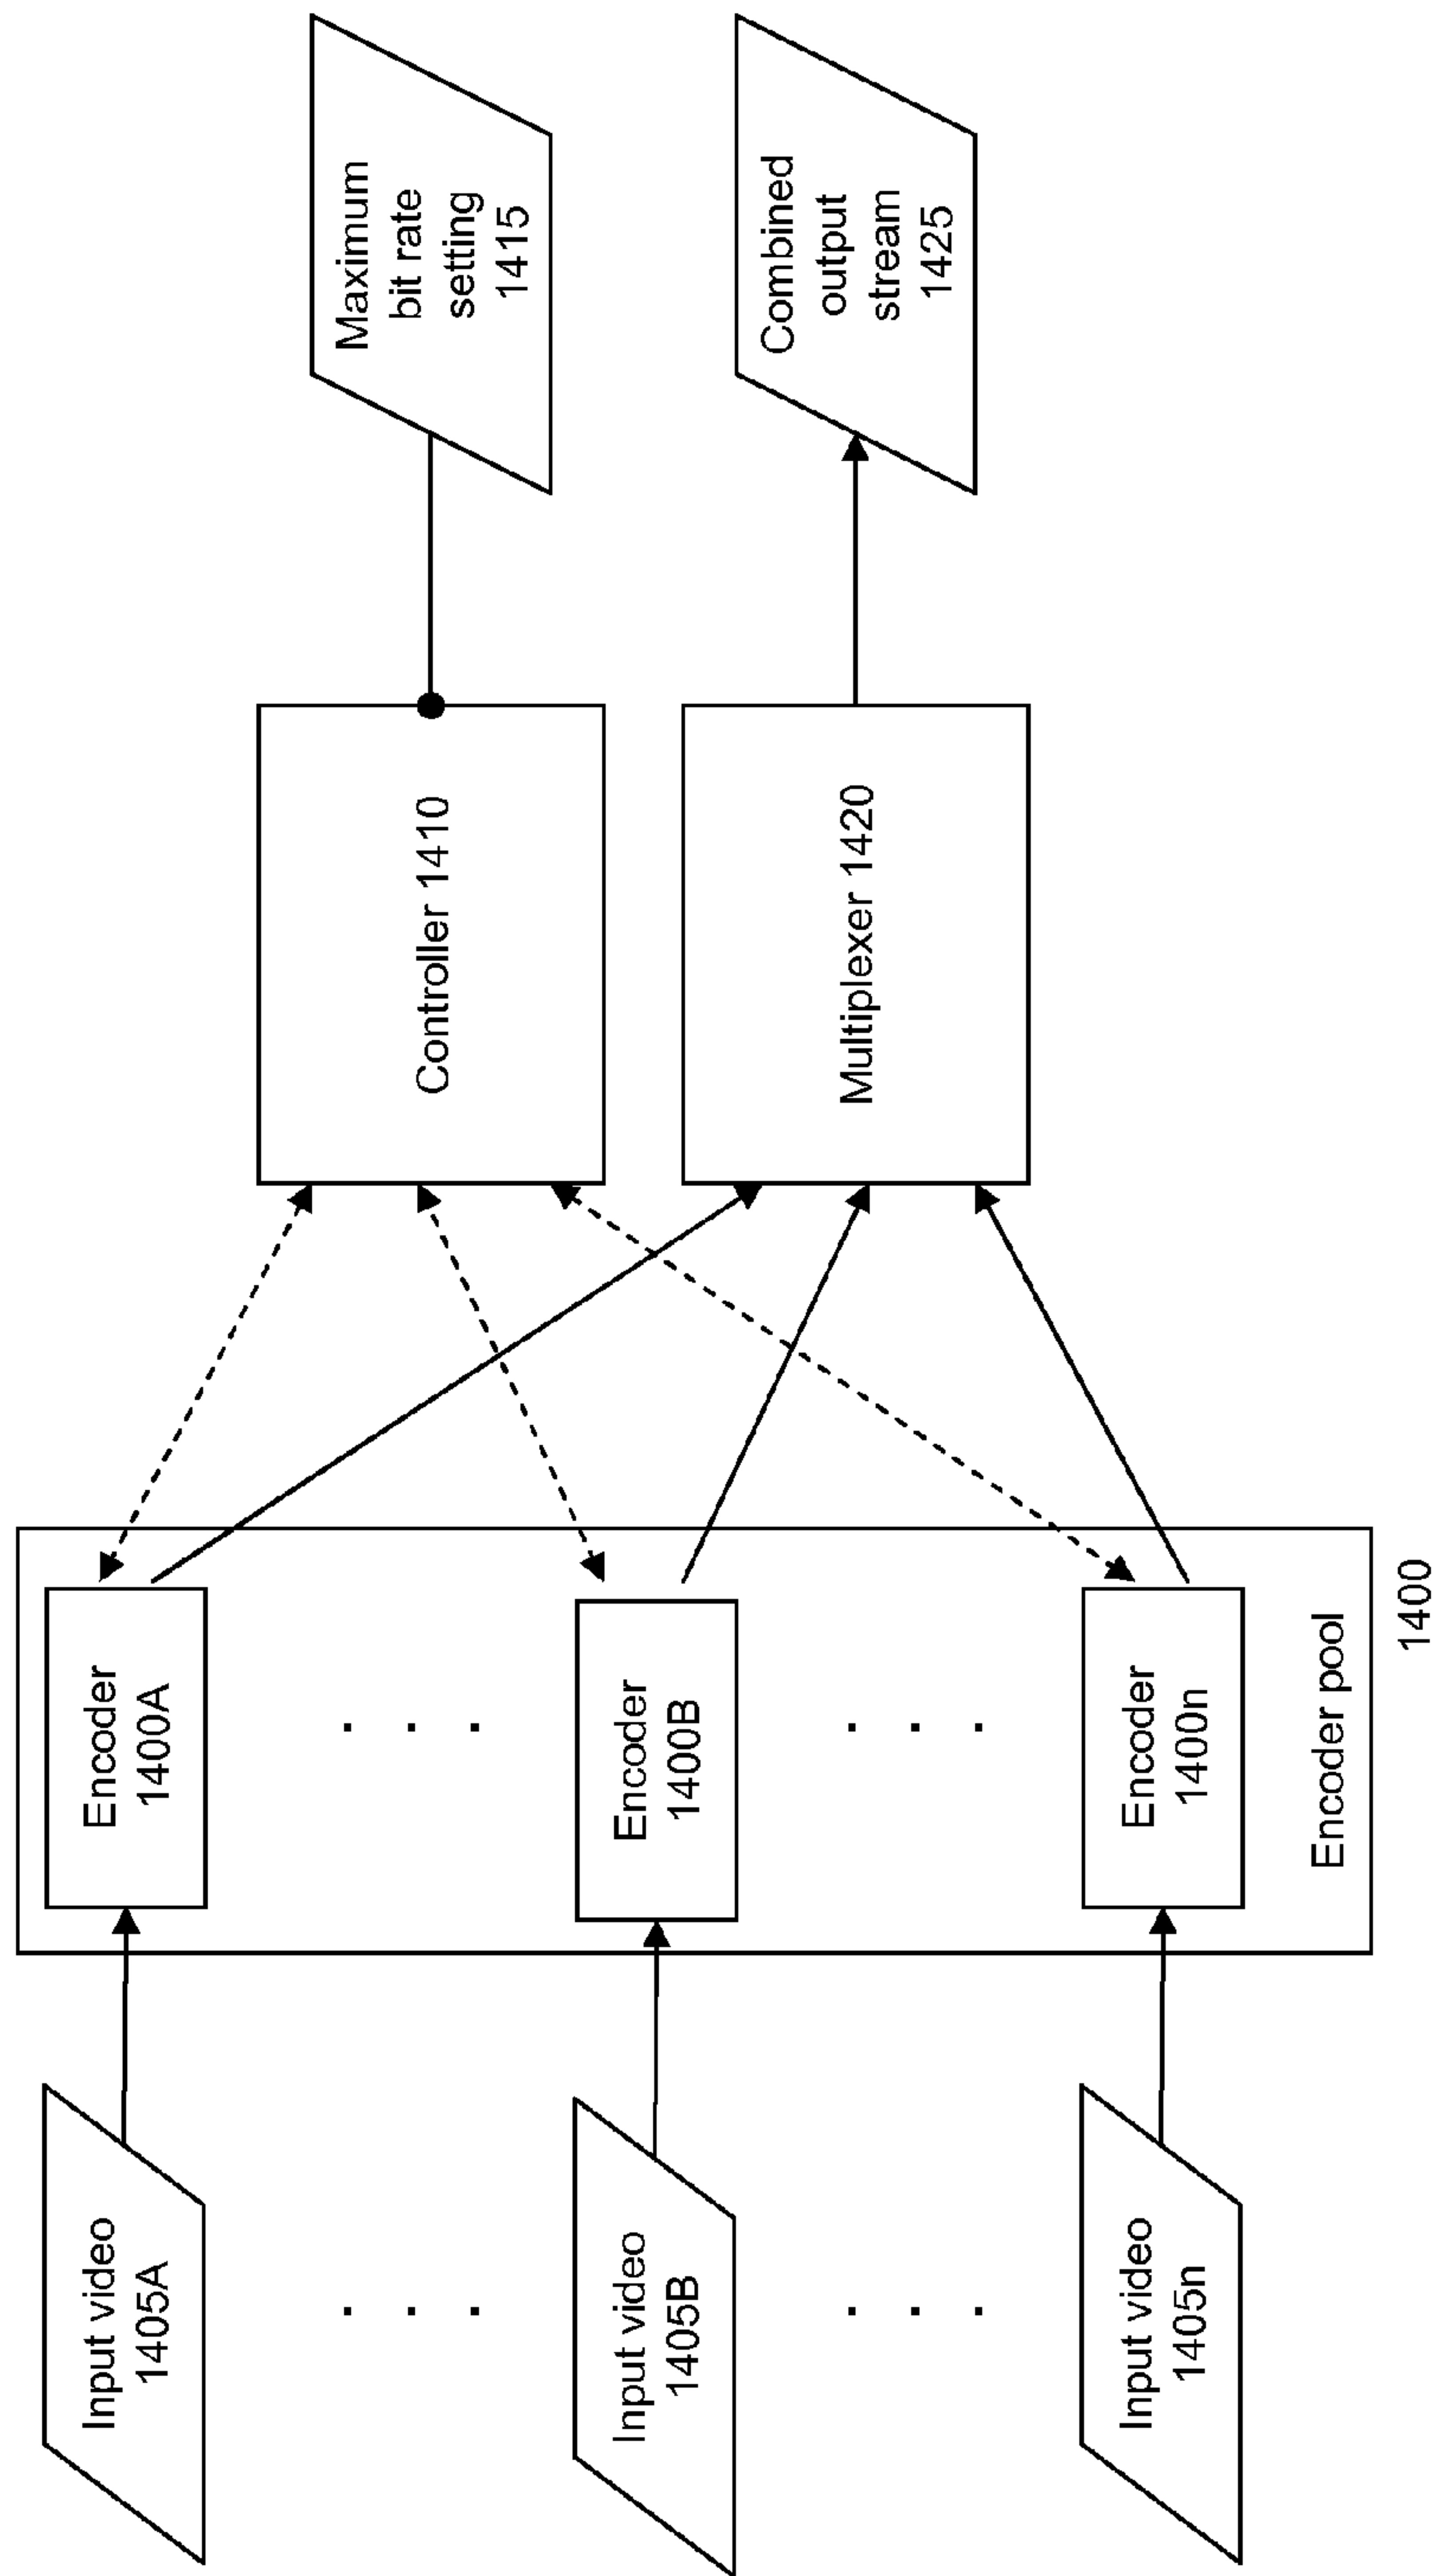 Input video
1405A
Input video
1405B
Input video
1405n
Encoder
1400A
Encoder
1400B
Encoder
1400n
Encoder pool
1400
Controller 1410
Multiplexer 1420
Maximum
bit rate
setting
1415
Combined
output
stream
1425